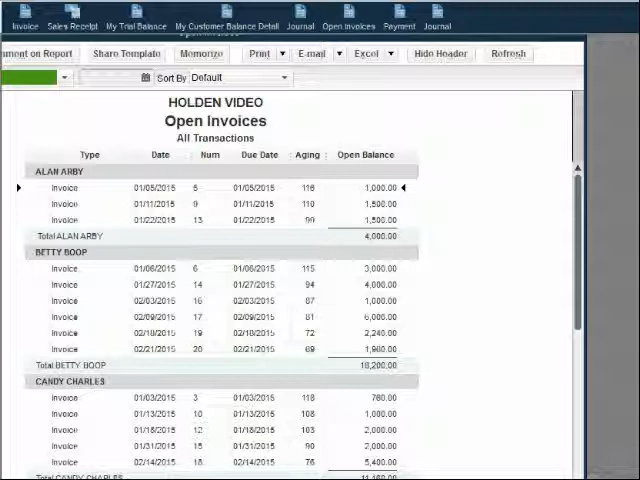 Invoice Sales Receipt My Trial Balance My Customer Balance Detail Journal Open Invoices Payment Journal
mment on Report Share Template Memorize Print E-mail Excel Hide Header Refresh
Sort By Default
HOLDEN VIDEO
Open Invoices
All Transactions
Type Date Num Due Date Aging Open Balance
ALAN ARBY
Invoice 01/05/2015 5 01/05/2015 116 1,000.00
Invoice 01/11/2015 9 01/11/2015 110 1,500.00
Invoice 01/22/2015 13 01/22/2015 99 1,500.00
Total ALAN ARBY 4,000.00
BETTY BOOP
Invoice 01/06/2015 6 01/06/2015 115 3,000.00
Invoice 01/27/2015 14 01/27/2015 94 4,000.00
Invoice 02/03/2015 16 02/03/2015 87 1,000.00
Invoice 02/09/2015 17 02/09/2015 81 6,000.00
Invoice 02/18/2015 19 02/18/2015 72 2,240.00
Invoice 02/21/2015 20 02/21/2015 69 1,960.00
Total BETTY BOOP 18,200.00
CANDY CHARLES
Invoice 01/03/2015 3 01/03/2015 118 760.00
Invoice 01/13/2015 10 01/13/2015 108 1,000.00
Invoice 01/18/2015 12 01/18/2015 103 2,000.00
Invoice 01/31/2015 15 01/31/2015 90 2,000.00
Invoice 02/14/2015 18 02/14/2015 76 5,400.00
Total CANDY CHARLES 11,160.00